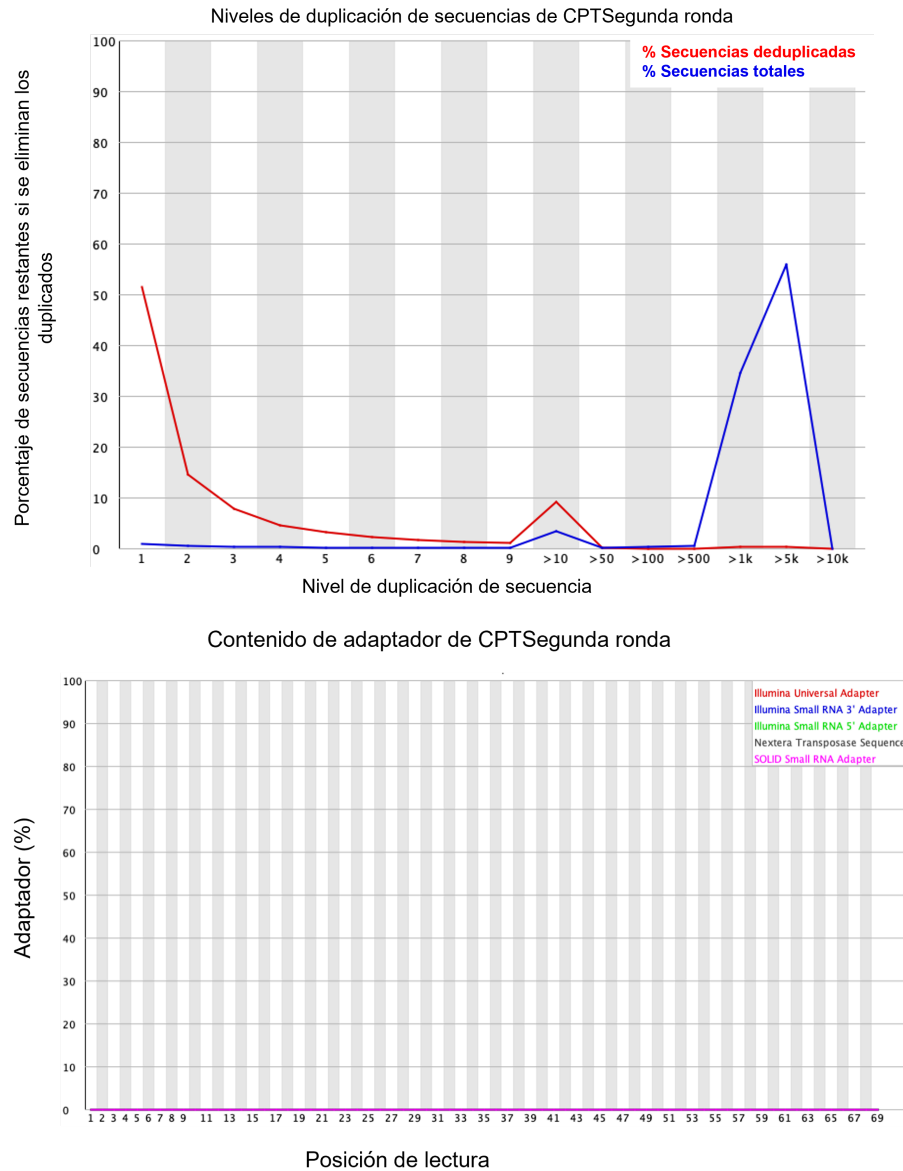 Niveles de duplicación de secuencias de CPTSegunda ronda
% Secuencias deduplicadas
% Secuencias totales
Porcentaje de secuencias restantes si se eliminan los
duplicados
100
90
80
70
60
50
40
30
20
10
0
1 2 3 4 5 6 7 8 9 >10 >50 >100 >500 >1k >5k >10k
Nivel de duplicación de secuencia
Contenido de adaptador de CPTSegunda ronda
Illumina Universal Adapter
Illumina Small RNA 3' Adapter
Illumina Small RNA 5' Adapter
Nextera Transposase Sequence
SOLID Small RNA Adapter
Adaptador (%)
100
90
80
70
60
50
40
30
20
10
0
1 2 3 4 5 6 7 8 9 11 13 15 17 19 21 23 25 27 29 31 33 35 37 39 41 43 45 47 49 51 53 55 57 59 61 63 65 67 69
Posición de lectura